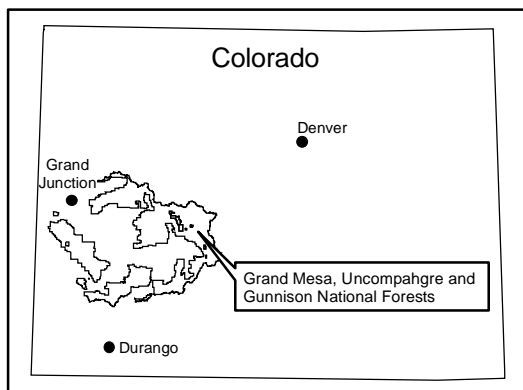 Colorado
Denver
Grand
Junction
Grand Mesa, Uncompahgre and
Gunnison National Forests
Durango